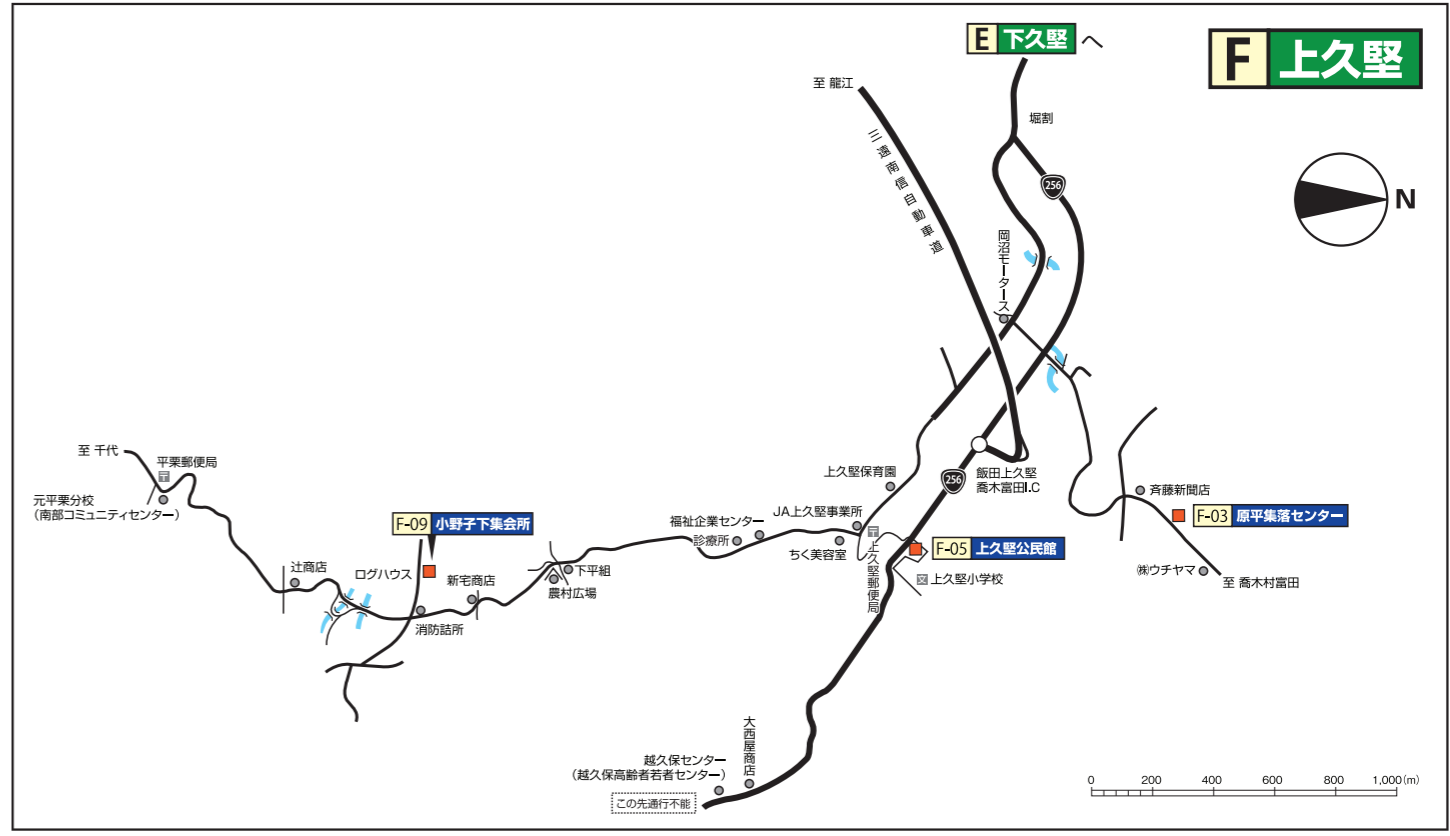 E 下久堅 へ
F 上久堅
至 龍江
堀割
三遠南信自動車道
256
N
岡沼モータース
至 千代
平栗郵便局
元平栗分校
(南部コミュニティセンター)
上久堅保育園
256
飯田上久堅
喬木富田I.C
斉藤新聞店
F-03 原平集落センター
F-09 小野子下集会所
福祉企業センター
診療所
JA上久堅事業所
ちく美容室
上久堅郵便局
F-05 上久堅公民館
文
上久堅小学校
㈱ウチヤマ
至 喬木村富田
辻商店
ログハウス
新宅商店
下平組
農村広場
消防詰所
大西屋商店
越久保センター
(越久保高齢者若者センター)
この先通行不能
0 200 400 600 800 1,000(m)